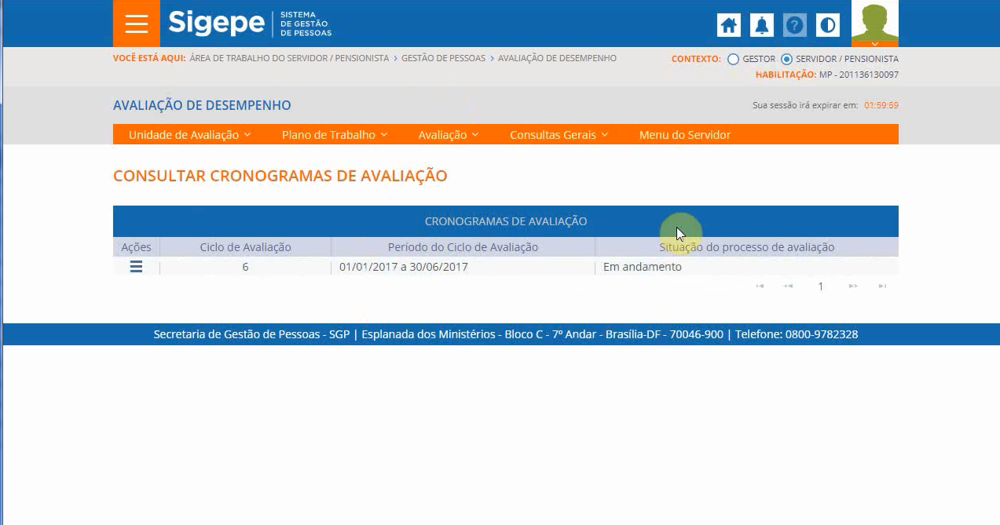 Sigepe
SISTEMA
DE GESTÃO
DE PESSOAS
?
VOCÊ ESTÁ AQUI: ÁREA DE TRABALHO DO SERVIDOR / PENSIONISTA > GESTÃO DE PESSOAS > AVALIAÇÃO DE DESEMPENHO
CONTEXTO: GESTOR SERVIDOR / PENSIONISTA
HABILITAÇÃO: MP - 201136130097
AVALIAÇÃO DE DESEMPENHO
Sua sessão irá expirar em: 02:59:59
Unidade de Avaliação Plano de Trabalho Avaliação Consultas Gerais Menu do Servidor
CONSULTAR CRONOGRAMAS DE AVALIAÇÃO
CRONOGRAMAS DE AVALIAÇÃO
Ações Ciclo de Avaliação Período do Ciclo de Avaliação Situação do processo de avaliação
6 01/01/2017 a 30/06/2017 Em andamento
1
Secretaria de Gestão de Pessoas - SGP | Esplanada dos Ministérios - Bloco C - 7º Andar - Brasília-DF - 70046-900 | Telefone: 0800-9782328